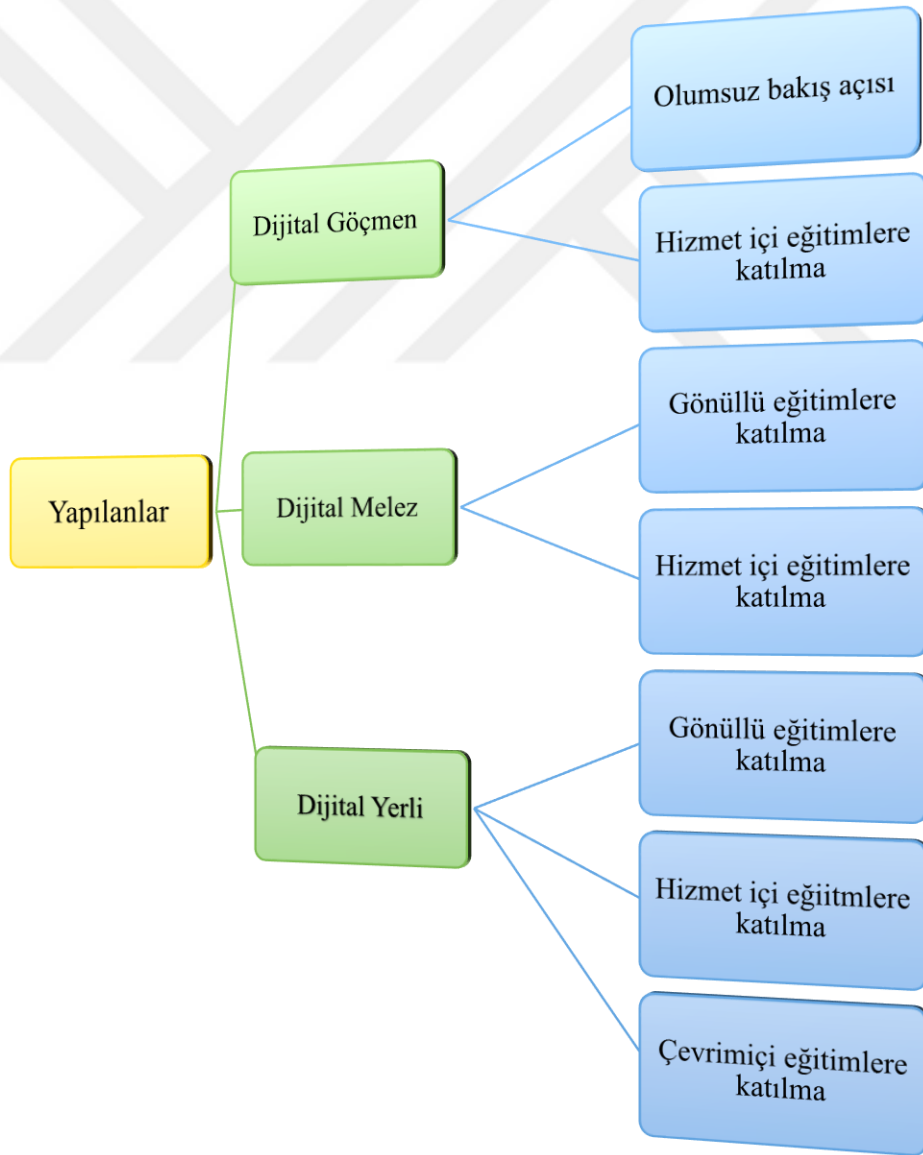 Yapılanlar
Dijital Göçmen
Olumsuz bakış açısı
Hizmet içi eğitimlere
katılma
Dijital Melez
Gönüllü eğitimlere
katılma
Hizmet içi eğitimlere
katılma
Dijital Yerli
Gönüllü eğitimlere
katılma
Hizmet içi eğiitmlere
katılma
Çevrimiçi eğitimlere
katılma